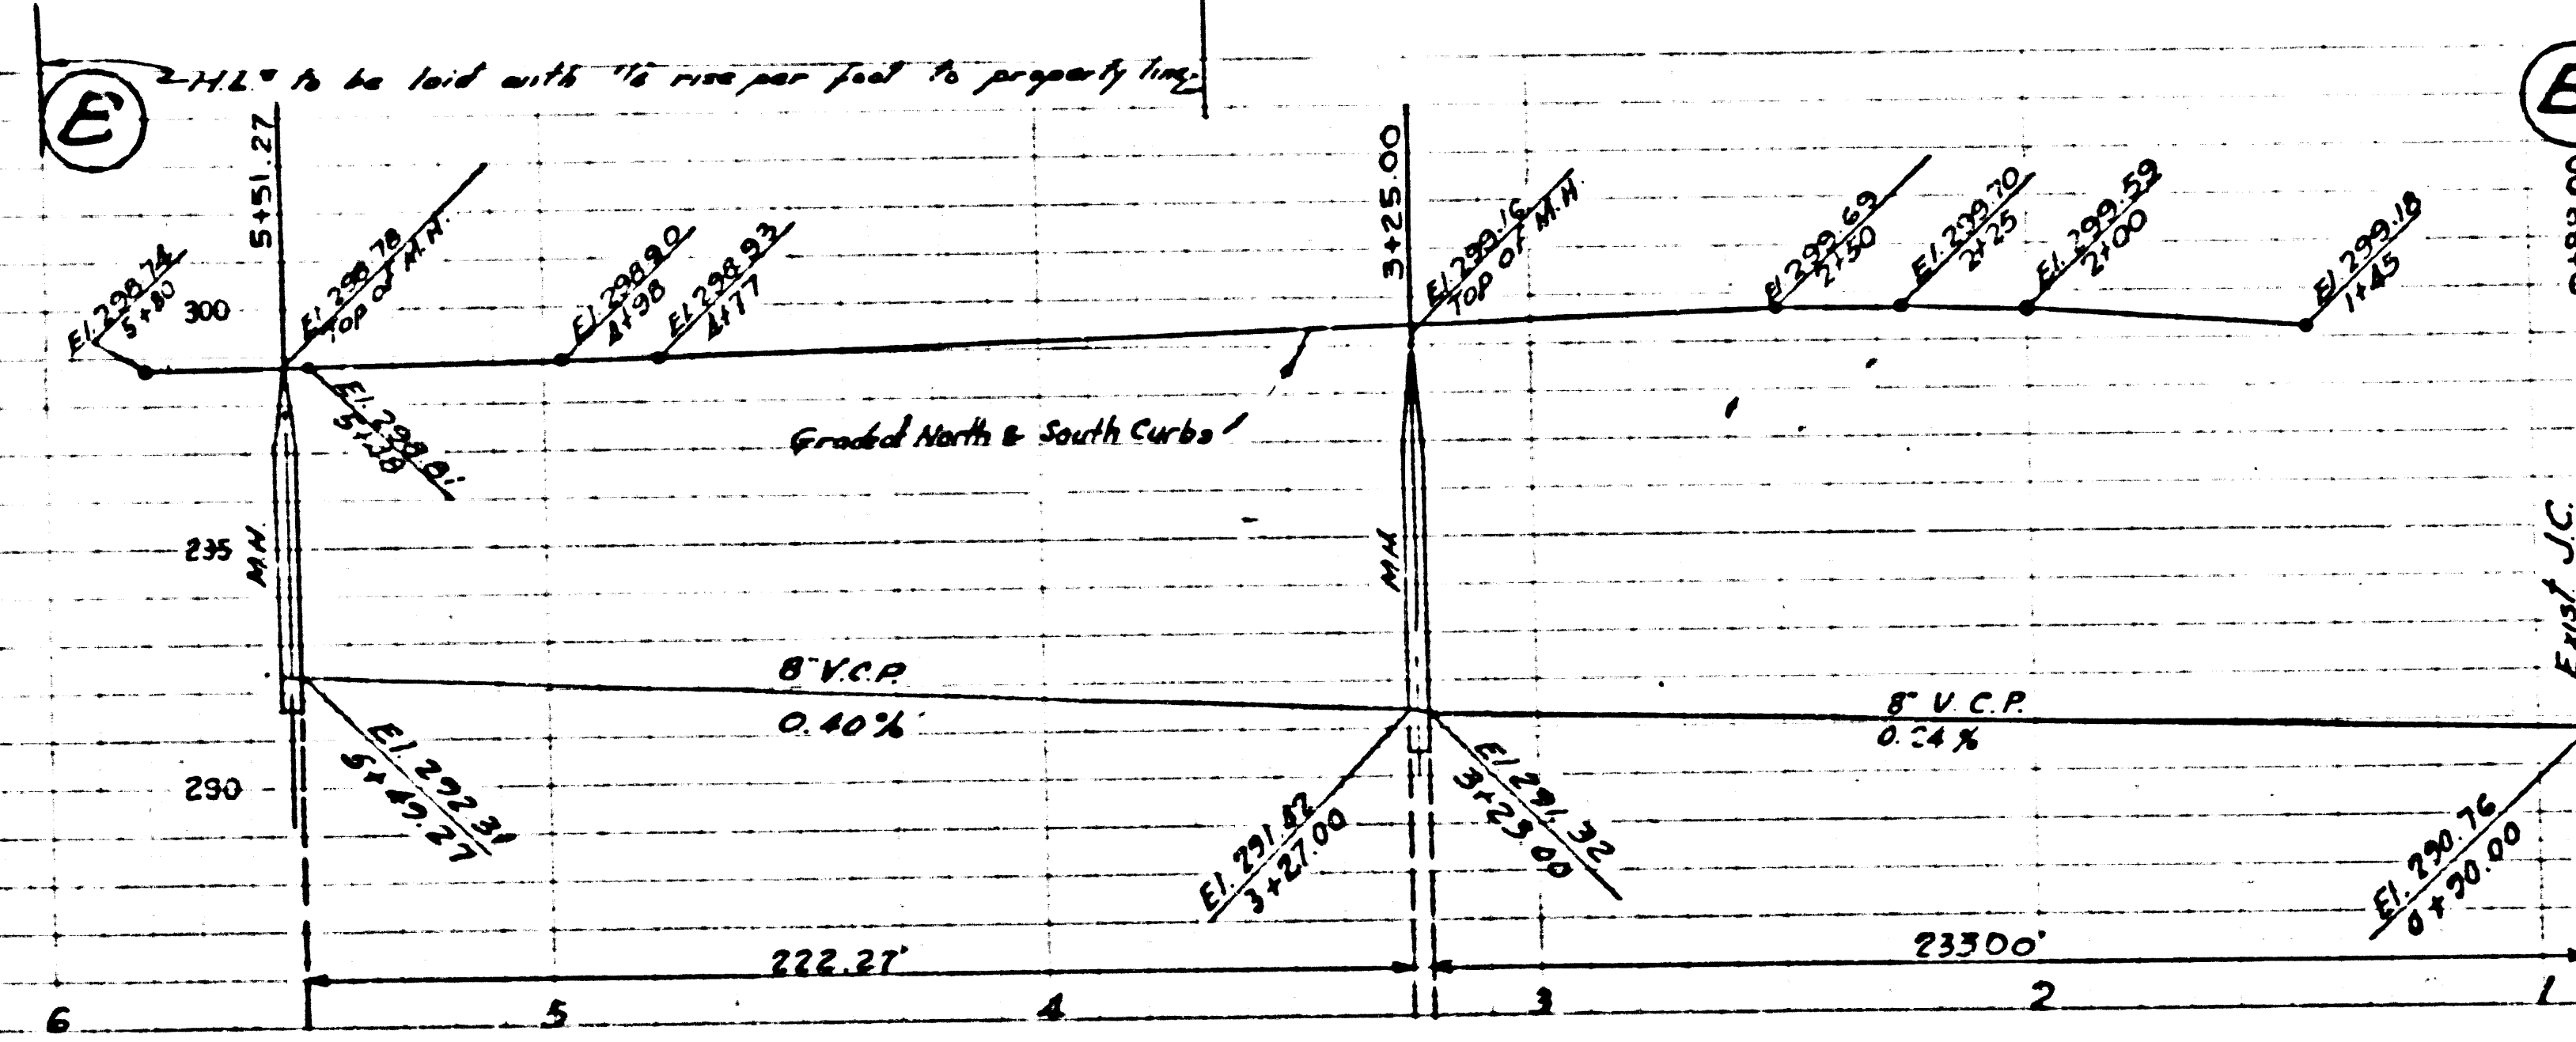 H.L.s to be laid with 1/8 rise per foot to property line
E
5+51.27
3+25.00
El. 298.74
5+80
El. 298.78
TOP OF M.H.
El. 298.90
4+98
El. 298.93
4+77
El. 299.16
TOP OF M.H.
El. 299.69
2+50
El. 299.70
2+25
El. 299.59
2+00
El. 299.18
1+45
300
5+38
Graded North & South Curbs
295
M.H.
M.H.
Exist J.C.
8" V.C.P.
0.40%
8" V.C.P.
0.24%
290
El. 292.31
5+49.27
El. 291.42
3+27.00
El. 291.32
3+23.00
El. 290.76
0+90.00
222.27'
233.00'
6
5
4
3
2
1